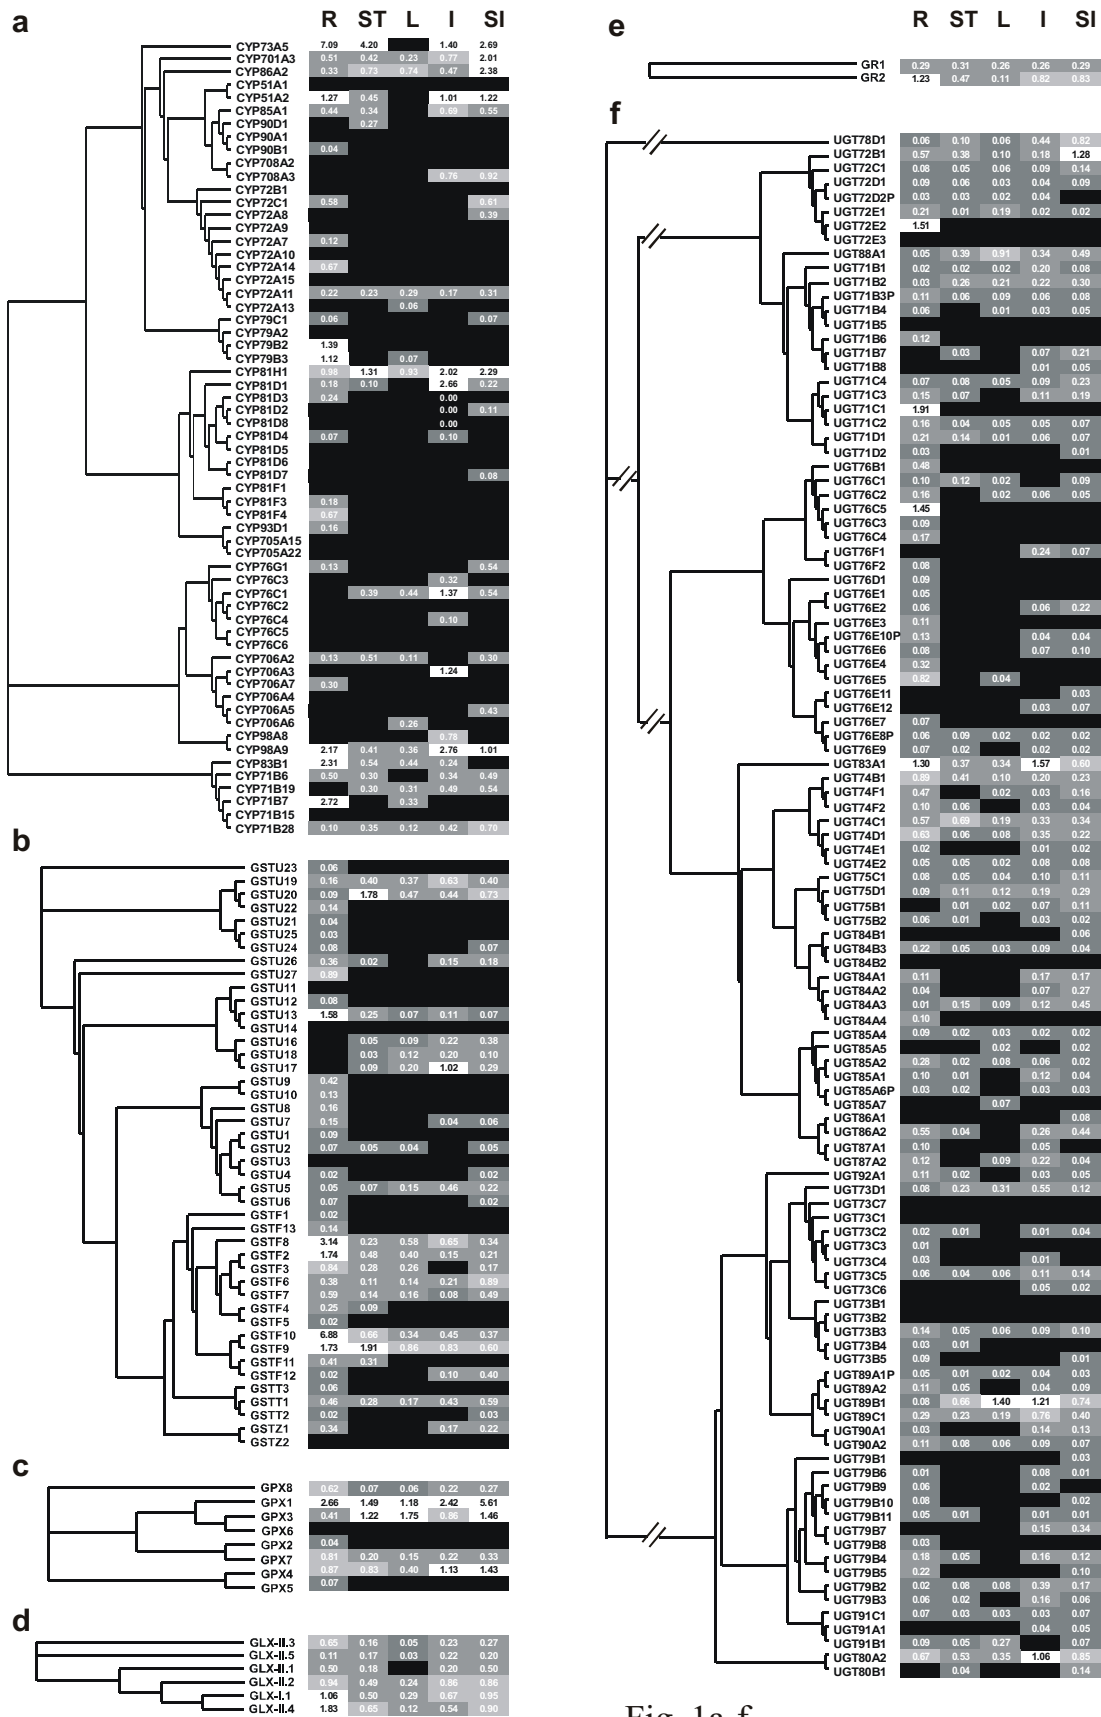 a R ST L I SI
CYP73A5 7.09 4.20 1.40 2.69
CYP701A3 0.51 0.42 0.23 0.77 2.01
CYP86A2 0.33 0.73 0.74 0.47 2.38
CYP51A1
CYP51A2 1.27 0.45 1.01 1.22
CYP85A1 0.44 0.34 0.69 0.55
CYP90D1 0.27
CYP90A1
CYP90B1 0.04
CYP708A2
CYP708A3 0.76 0.92
CYP72B1
CYP72C1 0.58 0.61
CYP72A8 0.39
CYP72A9
CYP72A7 0.12
CYP72A10
CYP72A14 0.67
CYP72A15
CYP72A11 0.22 0.23 0.29 0.17 0.31
CYP72A13 0.06
CYP79C1 0.06 0.07
CYP79A2
CYP79B2 1.39
CYP79B3 1.12 0.07
CYP81H1 0.98 1.31 0.93 2.02 2.29
CYP81D1 0.18 0.10 2.66 0.22
CYP81D3 0.24 0.00
CYP81D2 0.00 0.11
CYP81D8 0.00
CYP81D4 0.07 0.10
CYP81D5
CYP81D6
CYP81D7 0.08
CYP81F1
CYP81F3 0.18
CYP81F4 0.67
CYP93D1 0.16
CYP705A15
CYP705A22
CYP76G1 0.13 0.54
CYP76C3 0.32
CYP76C1 0.39 0.44 1.37 0.54
CYP76C2
CYP76C4 0.10
CYP76C5
CYP76C6
CYP706A2 0.13 0.51 0.11 0.30
CYP706A3 1.24
CYP706A7 0.30
CYP706A4
CYP706A5 0.43
CYP706A6 0.26
CYP98A8 0.78
CYP98A9 2.17 0.41 0.36 2.76 1.01
CYP83B1 2.31 0.54 0.44 0.24
CYP71B6 0.50 0.30 0.34 0.49
CYP71B19 0.30 0.31 0.49 0.54
CYP71B7 2.72 0.33
CYP71B15
CYP71B28 0.10 0.35 0.12 0.42 0.70
b
GSTU23 0.06
GSTU19 0.16 0.40 0.37 0.63 0.40
GSTU20 0.09 1.78 0.47 0.44 0.73
GSTU22 0.14
GSTU21 0.04
GSTU25 0.03
GSTU24 0.08 0.07
GSTU26 0.36 0.02 0.15 0.18
GSTU27 0.89
GSTU11
GSTU12 0.08
GSTU13 1.58 0.25 0.07 0.11 0.07
GSTU14
GSTU16 0.05 0.09 0.22 0.38
GSTU18 0.03 0.12 0.20 0.10
GSTU17 0.09 0.20 1.02 0.29
GSTU9 0.42
GSTU10 0.13
GSTU8 0.16
GSTU7 0.15 0.04 0.06
GSTU1 0.09
GSTU2 0.07 0.05 0.04 0.05
GSTU3
GSTU4 0.02 0.02
GSTU5 0.05 0.07 0.15 0.46 0.22
GSTU6 0.07 0.02
GSTF1 0.02
GSTF13 0.14
GSTF8 3.14 0.23 0.58 0.65 0.34
GSTF2 1.74 0.48 0.40 0.15 0.21
GSTF3 0.84 0.28 0.26 0.17
GSTF6 0.38 0.11 0.14 0.21 0.89
GSTF7 0.59 0.14 0.16 0.08 0.49
GSTF4 0.25 0.09
GSTF5 0.02
GSTF10 6.88 0.66 0.34 0.45 0.37
GSTF9 1.73 1.91 0.86 0.83 0.60
GSTF11 0.41 0.31
GSTF12 0.02 0.10 0.40
GSTT3 0.06
GSTT1 0.46 0.28 0.17 0.43 0.59
GSTT2 0.02 0.03
GSTZ1 0.34 0.17 0.22
GSTZ2
c
GPX8 0.62 0.07 0.06 0.22 0.27
GPX1 2.66 1.49 1.18 2.42 5.61
GPX3 0.41 1.22 1.75 0.86 1.46
GPX6
GPX2 0.04
GPX7 0.81 0.20 0.15 0.22 0.33
GPX4 0.87 0.83 0.40 1.13 1.43
GPX5 0.07
d
GLX-II.3 0.65 0.16 0.05 0.23 0.27
GLX-II.5 0.11 0.17 0.03 0.22 0.20
GLX-II.1 0.50 0.18 0.20 0.50
GLX-II.2 0.94 0.49 0.24 0.86 0.86
GLX-I.1 1.06 0.50 0.29 0.67 0.95
GLX-II.4 1.83 0.65 0.12 0.54 0.90
e R ST L I SI
GR1 0.29 0.31 0.26 0.26 0.29
GR2 1.23 0.47 0.11 0.82 0.83
f
UGT78D1 0.06 0.10 0.06 0.44 0.82
UGT72B1 0.57 0.38 0.10 0.18 1.28
UGT72C1 0.08 0.05 0.06 0.09 0.14
UGT72D1 0.09 0.06 0.03 0.04 0.09
UGT72D2P 0.03 0.03 0.02 0.04
UGT72E1 0.21 0.01 0.19 0.02 0.02
UGT72E2 1.51
UGT72E3
UGT88A1 0.05 0.39 0.91 0.34 0.49
UGT71B1 0.02 0.02 0.02 0.20 0.08
UGT71B2 0.03 0.26 0.21 0.22 0.30
UGT71B3P 0.11 0.06 0.09 0.06 0.08
UGT71B4 0.06 0.01 0.03 0.05
UGT71B5
UGT71B6 0.12
UGT71B7 0.03 0.07 0.21
UGT71B8 0.01 0.05
UGT71C4 0.07 0.08 0.05 0.09 0.23
UGT71C3 0.15 0.07 0.11 0.19
UGT71C1 1.91
UGT71C2 0.16 0.04 0.05 0.05 0.07
UGT71D1 0.21 0.14 0.01 0.06 0.07
UGT71D2 0.03 0.01
UGT76B1 0.48
UGT76C1 0.10 0.12 0.02 0.09
UGT76C2 0.16 0.02 0.06 0.05
UGT76C5 1.45
UGT76C3 0.09
UGT76C4 0.17
UGT76F1 0.24 0.07
UGT76F2 0.08
UGT76D1 0.09
UGT76E1 0.05
UGT76E2 0.06 0.06 0.22
UGT76E3 0.11
UGT76E10P 0.13 0.04 0.04
UGT76E6 0.08 0.07 0.10
UGT76E4 0.32
UGT76E5 0.82 0.04
UGT76E11 0.03
UGT76E12 0.03 0.07
UGT76E7 0.07
UGT76E8P 0.06 0.09 0.02 0.02 0.02
UGT76E9 0.07 0.02 0.02 0.02
UGT83A1 1.30 0.37 0.34 1.57 0.60
UGT74B1 0.89 0.41 0.10 0.20 0.23
UGT74F1 0.47 0.02 0.03 0.16
UGT74F2 0.10 0.06 0.03 0.04
UGT74C1 0.57 0.69 0.19 0.33 0.34
UGT74D1 0.63 0.06 0.08 0.35 0.22
UGT74E1 0.02 0.01 0.02
UGT74E2 0.05 0.05 0.02 0.08 0.08
UGT75C1 0.08 0.05 0.04 0.10 0.11
UGT75D1 0.09 0.11 0.12 0.19 0.29
UGT75B1 0.01 0.02 0.07 0.11
UGT75B2 0.06 0.01 0.03 0.02
UGT84B1 0.06
UGT84B3 0.22 0.05 0.03 0.09 0.04
UGT84B2
UGT84A1 0.11 0.17 0.17
UGT84A2 0.04 0.07 0.27
UGT84A3 0.01 0.15 0.09 0.12 0.45
UGT84A4 0.10
UGT85A4 0.09 0.02 0.03 0.02 0.02
UGT85A5 0.02 0.02
UGT85A2 0.28 0.02 0.08 0.06 0.02
UGT85A1 0.10 0.01 0.12 0.04
UGT85A6P 0.03 0.02 0.03 0.03
UGT85A7 0.07
UGT86A1 0.08
UGT86A2 0.55 0.04 0.26 0.44
UGT87A1 0.10 0.05
UGT87A2 0.12 0.09 0.22 0.04
UGT92A1 0.11 0.02 0.03 0.05
UGT73D1 0.08 0.23 0.31 0.55 0.12
UGT73C7
UGT73C1
UGT73C2 0.02 0.01 0.01 0.04
UGT73C3 0.01
UGT73C4 0.03 0.01
UGT73C5 0.06 0.04 0.06 0.11 0.14
UGT73C6 0.05 0.02
UGT73B1
UGT73B2
UGT73B3 0.14 0.05 0.06 0.09 0.10
UGT73B4 0.03 0.01
UGT73B5 0.09 0.01
UGT89A1P 0.05 0.01 0.02 0.04 0.03
UGT89A2 0.11 0.05 0.04 0.09
UGT89B1 0.08 0.66 1.40 1.21 0.74
UGT89C1 0.29 0.23 0.19 0.76 0.40
UGT90A1 0.03 0.14 0.13
UGT90A2 0.11 0.08 0.06 0.09 0.07
UGT79B1 0.03
UGT79B6 0.01 0.08 0.01
UGT79B9 0.06 0.02
UGT79B10 0.08 0.02
UGT79B11 0.05 0.01 0.01 0.01
UGT79B7 0.15 0.34
UGT79B8 0.03
UGT79B4 0.18 0.05 0.16 0.12
UGT79B5 0.22 0.10
UGT79B2 0.02 0.08 0.08 0.39 0.17
UGT79B3 0.06 0.02 0.16 0.06
UGT91C1 0.07 0.03 0.03 0.03 0.07
UGT91A1 0.04 0.05
UGT91B1 0.09 0.05 0.27 0.07
UGT80A2 0.67 0.53 0.35 1.06 0.85
UGT80B1 0.04 0.14
Fig. 1a-f